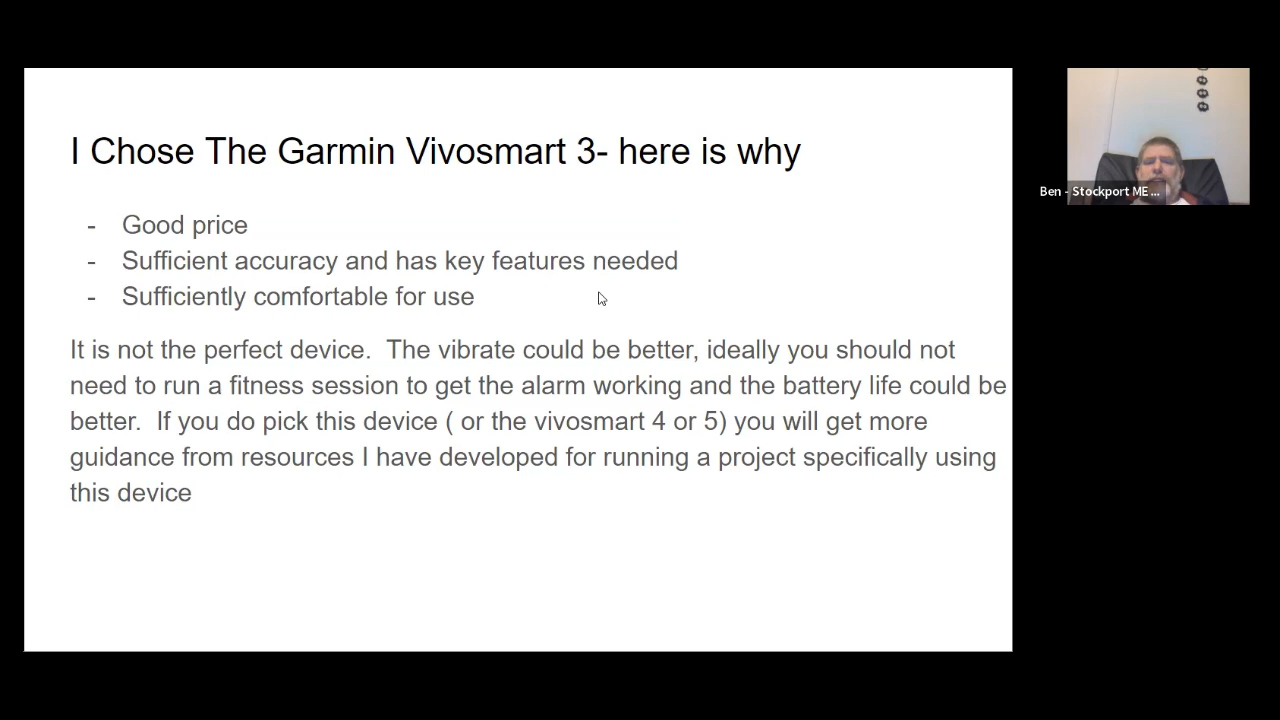 I Chose The Garmin Vivosmart 3- here is why
- Good price
- Sufficient accuracy and has key features needed
- Sufficiently comfortable for use
It is not the perfect device.  The vibrate could be better, ideally you should not
need to run a fitness session to get the alarm working and the battery life could be
better.  If you do pick this device ( or the vivosmart 4 or 5) you will get more
guidance from resources I have developed for running a project specifically using
this device
Ben - Stockport ME ...